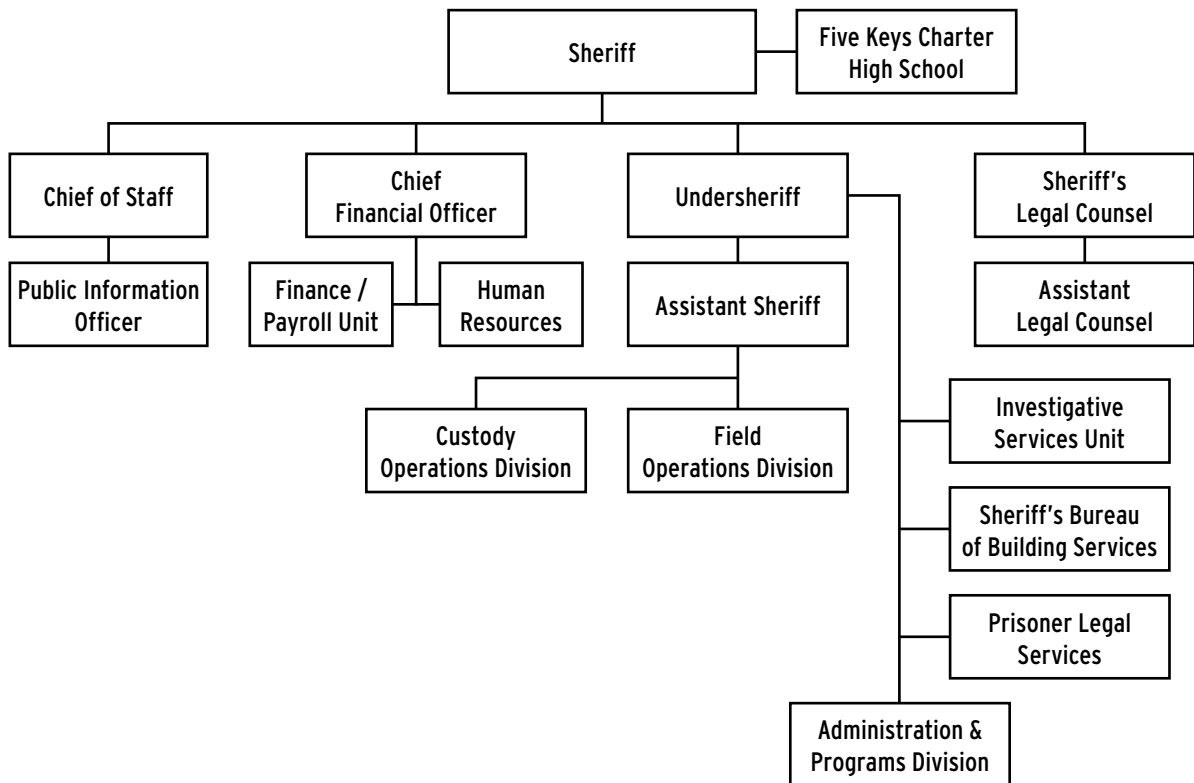 Sheriff
Five Keys Charter
High School
Chief of Staff
Chief
Financial Officer
Undersheriff
Sheriff's
Legal Counsel
Public Information
Officer
Finance /
Payroll Unit
Human
Resources
Assistant Sheriff
Assistant
Legal Counsel
Custody
Operations Division
Field
Operations Division
Investigative
Services Unit
Sheriff's Bureau
of Building Services
Prisoner Legal
Services
Administration &
Programs Division